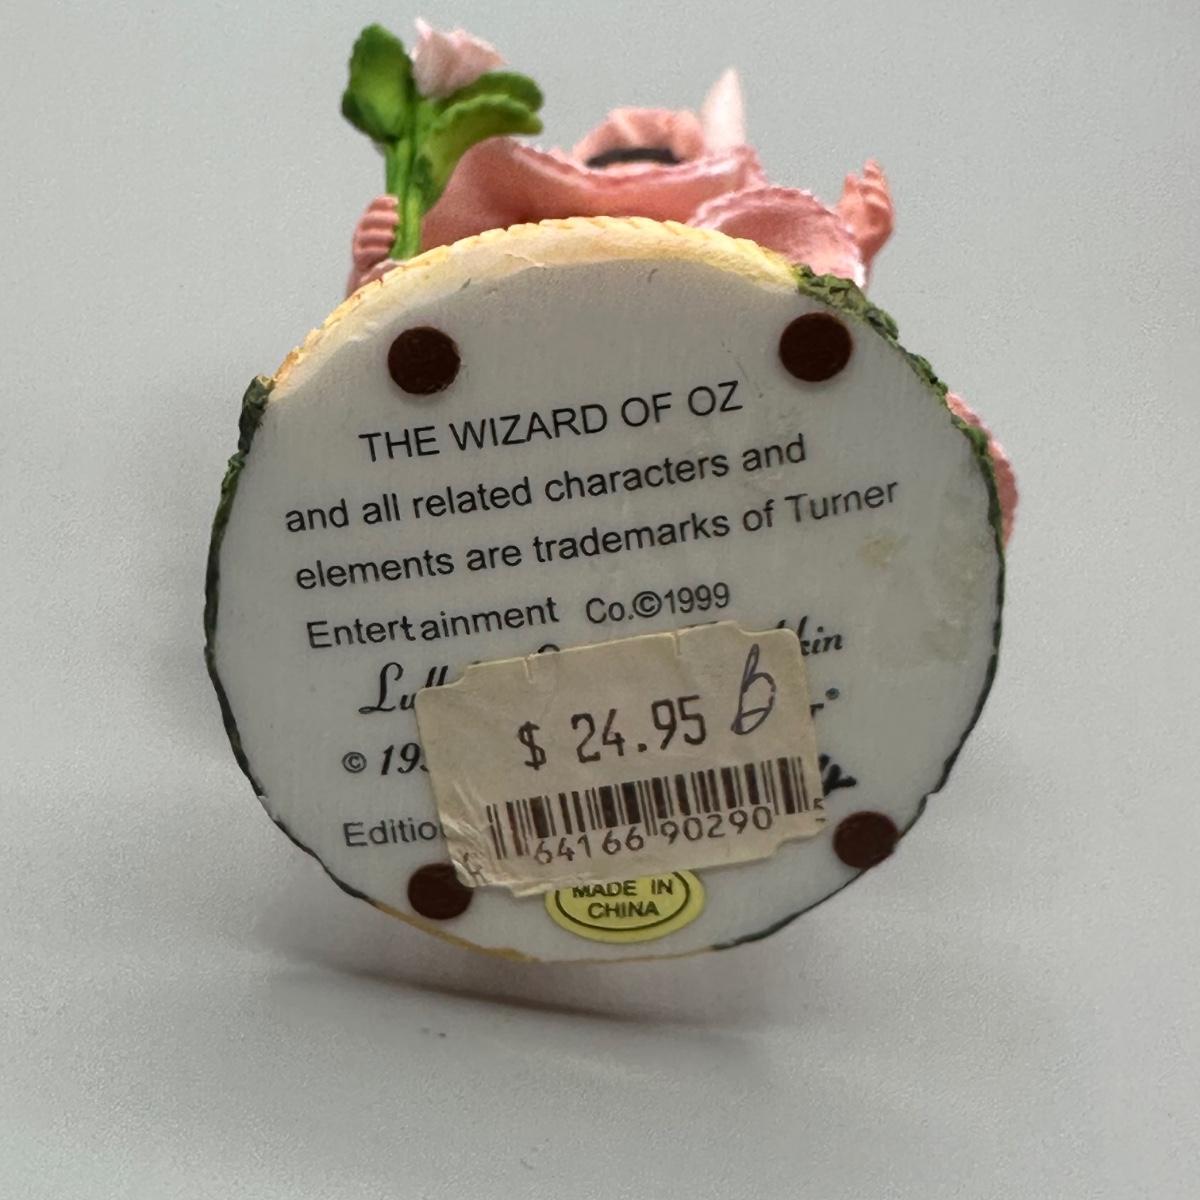 THE WIZARD OF OZ
and all related characters and
elements are trademarks of Turner
Entertainment Co.©1999
$ 24.95 b
64166 90290
MADE IN
CHINA